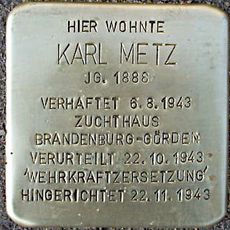 HIER WOHNTE
KARL METZ
JG. 1888
VERHAFTET 6.8.1943
ZUCHTHAUS
BRANDENBURG-GÖRDEN
VERURTEILT 22.10.1943
'WEHRKRAFTZERSETZUNG'
HINGERICHTET 22.11.1943